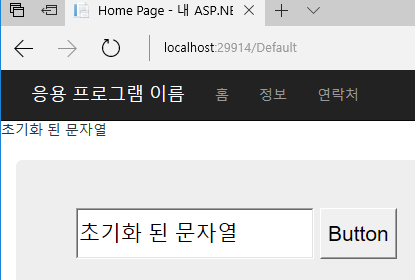 Home Page - 내 ASP.NE
localhost:29914/Default
응용 프로그램 이름 홈 정보 연락처
초기화 된 문자열
초기화 된 문자열 Button